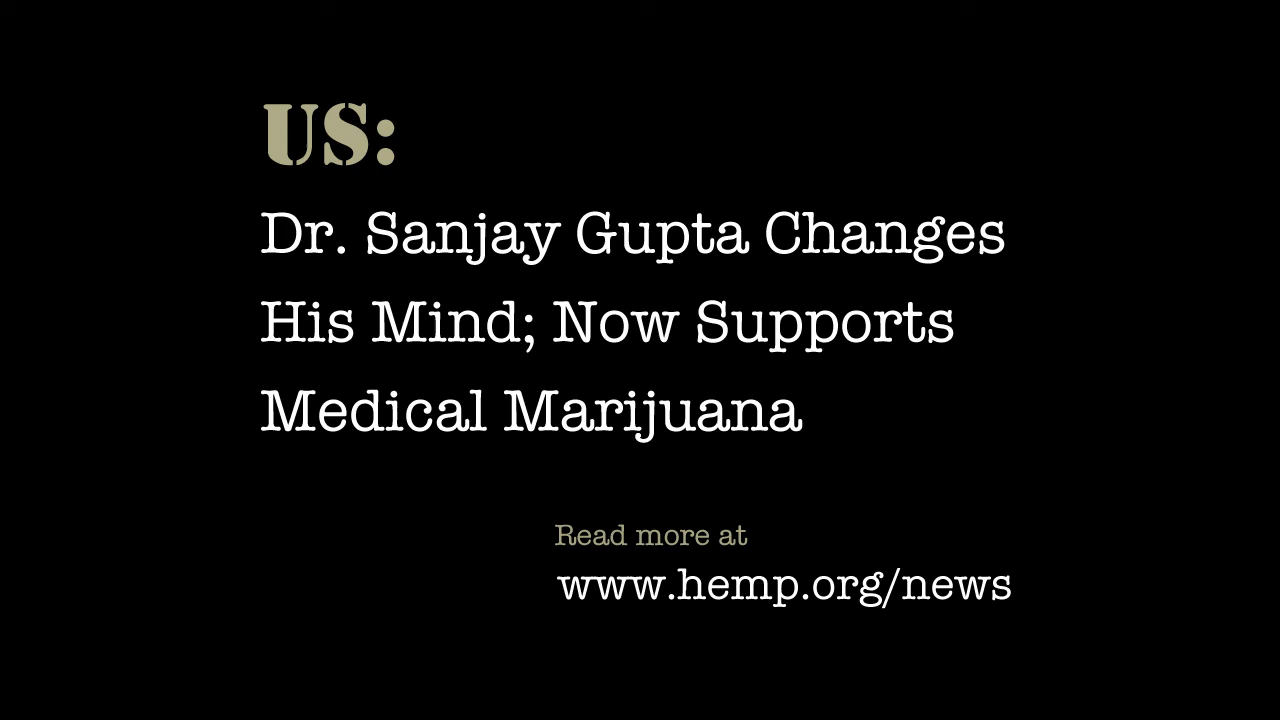 US:
Dr. Sanjay Gupta Changes
His Mind; Now Supports
Medical Marijuana
Read more at
www.hemp.org/news